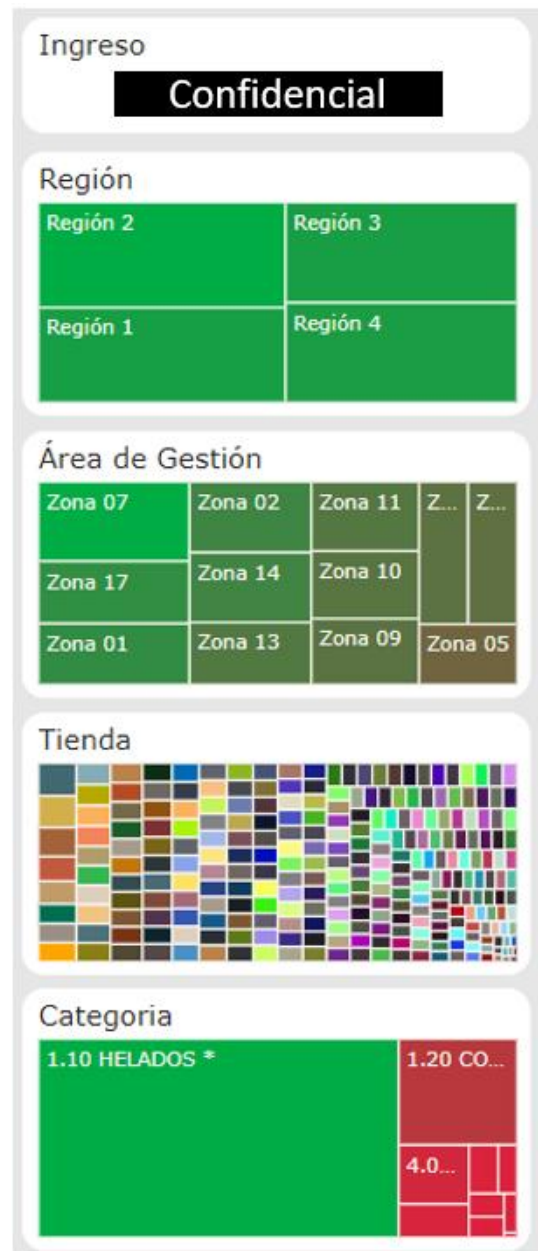 Ingreso
Confidencial
Región
Región 2
Región 3
Región 1
Región 4
Área de Gestión
Zona 07
Zona 02
Zona 11
Z...
Z...
Zona 17
Zona 14
Zona 10
Zona 01
Zona 13
Zona 09
Zona 05
Tienda
Categoria
1.10 HELADOS *
1.20 CO...
4.0...